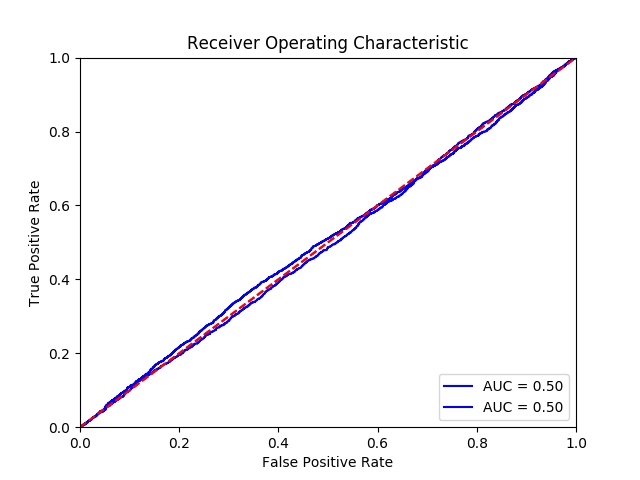 Receiver Operating Characteristic
1.0
0.8
0.6
0.4
0.2
0.0
True Positive Rate
AUC = 0.50
AUC = 0.50
0.0 0.2 0.4 0.6 0.8 1.0
False Positive Rate